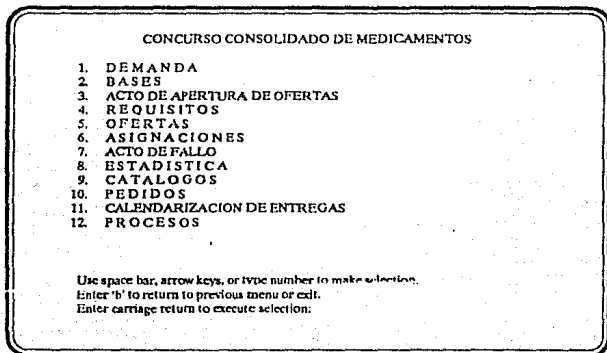 CONCURSO CONSOLIDADO DE MEDICAMENTOS
1. DEMANDA
2. BASES
3. ACTO DE APERTURA DE OFERTAS
4. REQUISITOS
5. OFERTAS
6. ASIGNACIONES
7. ACTO DE FALLO
8. ESTADISTICA
9. CATALOGOS
10. PEDIDOS
11. CALENDARIZACION DE ENTREGAS
12. PROCESOS
Use space bar, arrow keys, or type number to make selection.
Enter 'b' to return to previous menu or exit.
Enter carriage return to execute selection: